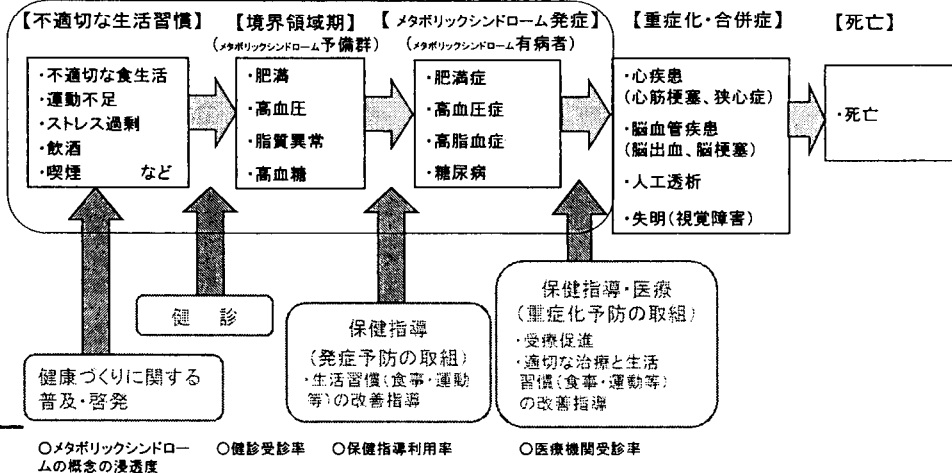 【不適切な生活習慣】
・不適切な食生活
・運動不足
・ストレス過剰
・飲酒
・喫煙　など
【境界領域期】
(メタボリックシンドローム予備群)
・肥満
・高血圧
・脂質異常
・高血糖
【メタボリックシンドローム発症】
(メタボリックシンドローム有病者)
・肥満症
・高血圧症
・高脂血症
・糖尿病
【重症化・合併症】
・心疾患
(心筋梗塞、狭心症)
・脳血管疾患
(脳出血、脳梗塞)
・人工透析
・失明(視覚障害)
【死亡】
・死亡
健康づくりに関する
普及・啓発
健　診
保健指導
(発症予防の取組)
・生活習慣(食事・運動
等)の改善指導
保健指導・医療
(重症化予防の取組)
・受療促進
・適切な治療と生活
習慣(食事・運動等)
の改善指導
○メタボリックシンドロー
ムの概念の浸透度
○健診受診率
○保健指導利用率
○医療機関受診率